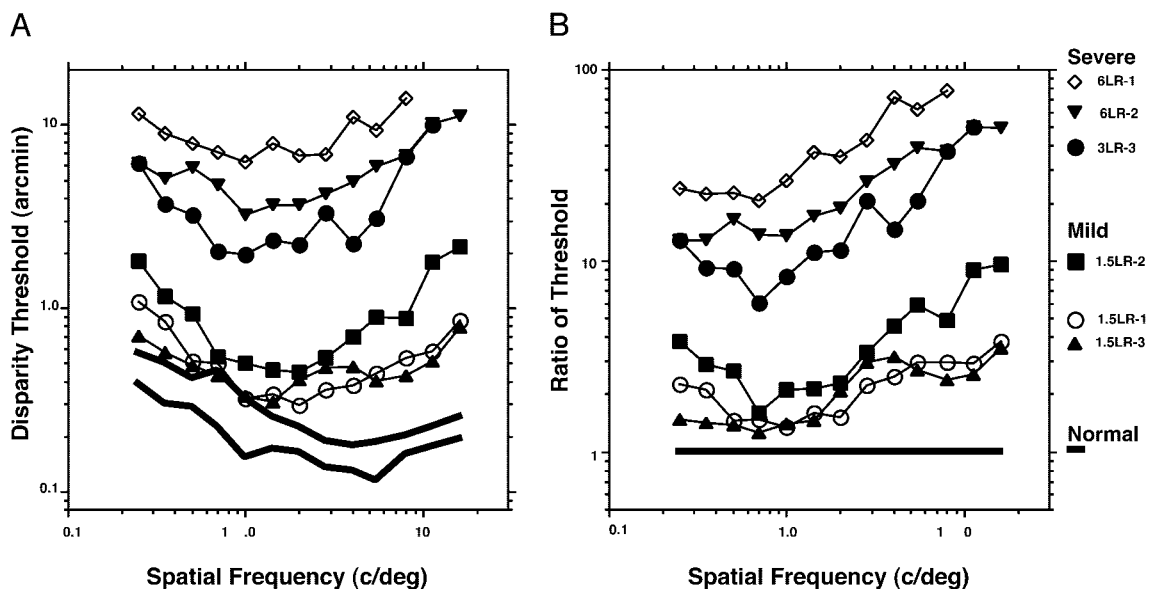 A
Disparity Threshold (arcmin)
10
1.0
0.1
0.1
1 .0
10
Spatial Frequency (c/deg)
B
Ratio of Threshold
100
10
1
0.1
1.0
1 0
Spatial Frequency (c/deg)
Severe
6LR-1
6LR-2
3LR-3
Mild
1.5LR-2
1.5LR-1
1.5LR-3
Normal